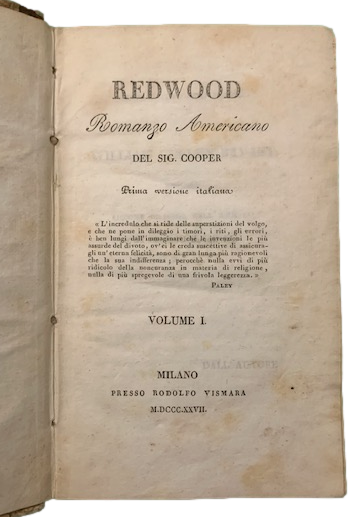 REDWOOD
Romanzo Americano
DEL SIG. COOPER
Prima versione italiana
« L'incredulo che si ride delle superstizioni del volgo,
e che ne pone in dileggio i timori, i riti, gli errori,
è ben lungi dall'immaginare che le invenzioni le più
assurde del divoto, ov'ei le creda suscettive di assicurar-
gli un'eterna felicità, sono di gran lunga più ragionevoli
che la sua indifferenza; perocchè nulla evvi di più
ridicolo della noncuranza in materia di religione,
nulla di più spregevole di una frivola leggerezza. »
PALEY
VOLUME I.
MILANO
PRESSO RODOLFO VISMARA
M.DCCC.XXVII.